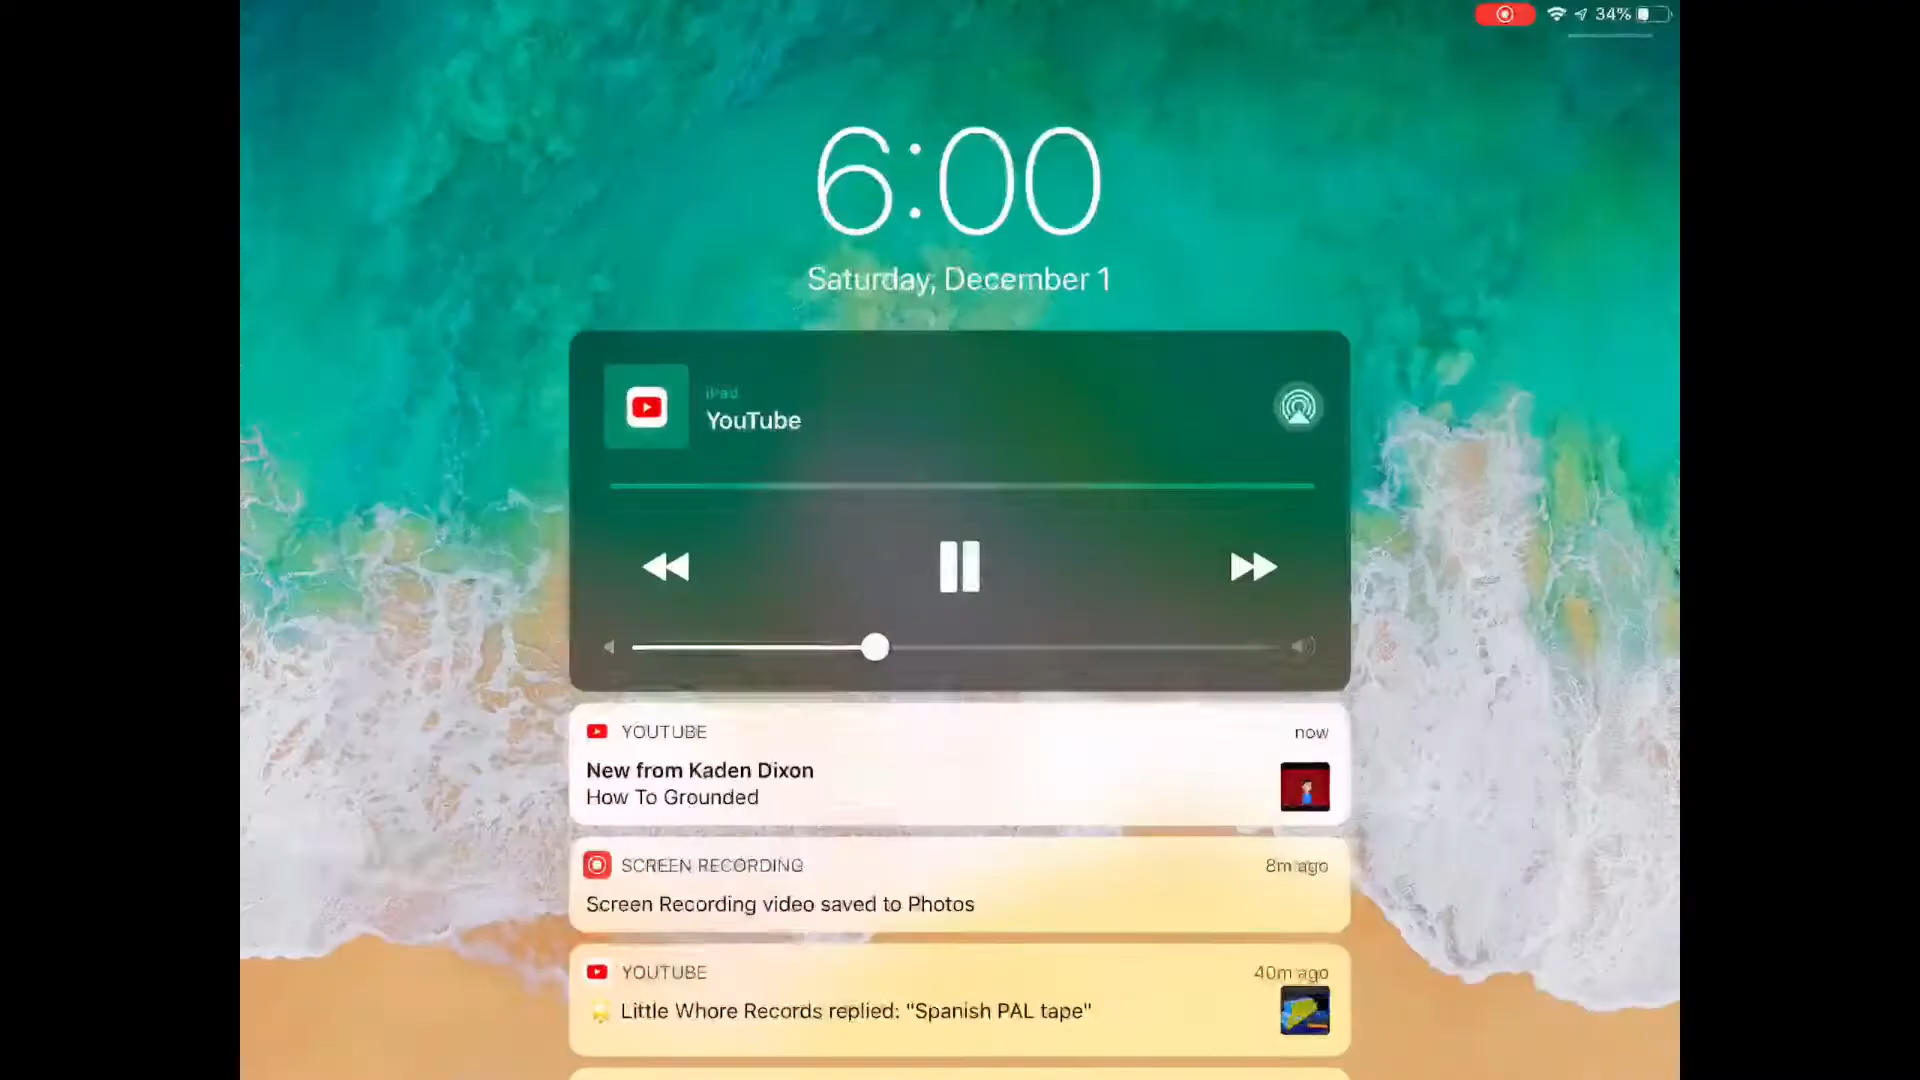 34%
6:00
Saturday, December 1
iPad
YouTube
YOUTUBE
now
New from Kaden Dixon
How To Grounded
SCREEN RECORDING
8m ago
Screen Recording video saved to Photos
YOUTUBE
40m ago
Little Whore Records replied: "Spanish PAL tape"